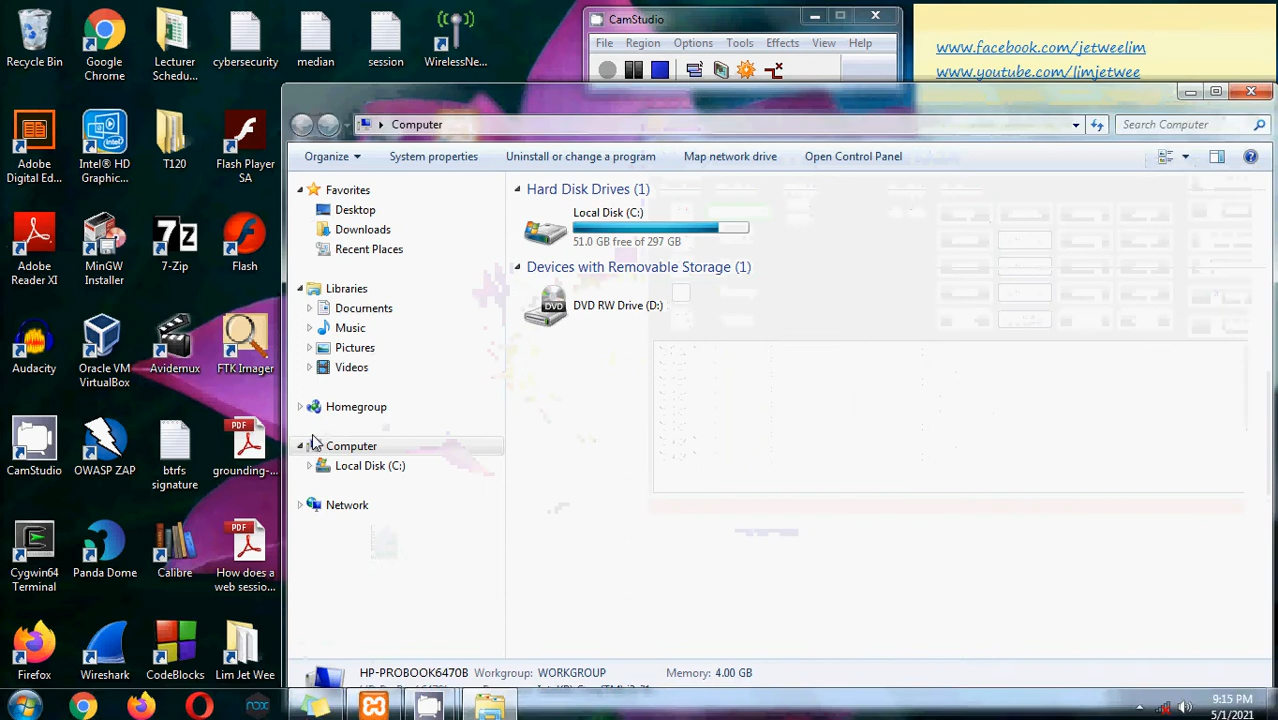 Recycle Bin
Google
Chrome
Lecturer
Schedu...
cybersecurity
median
session
WirelessNe...
CamStudio
File Region Options Tools Effects View Help
www.facebook.com/jetweelim
www.youtube.com/limjetwee
Computer
Search Computer
Organize
System properties
Uninstall or change a program
Map network drive
Open Control Panel
Adobe
Digital Ed...
Intel® HD
Graphic...
T120
Flash Player
SA
Favorites
Desktop
Downloads
Recent Places
Hard Disk Drives (1)
Local Disk (C:)
51.0 GB free of 297 GB
Devices with Removable Storage (1)
DVD
DVD RW Drive (D:)
Adobe
Reader XI
MinGW
Installer
7-Zip
Flash
Libraries
Documents
Music
Pictures
Videos
Audacity
Oracle VM
VirtualBox
Avidemux
FTK Imager
Homegroup
Computer
Local Disk (C:)
Network
CamStudio
OWASP ZAP
btrfs
signature
PDF
grounding-...
Cygwin64
Terminal
Panda Dome
Calibre
PDF
How does a
web sessio...
Firefox
Wireshark
CodeBlocks
Lim Jet Wee
HP-PROBOOK6470B Workgroup: WORKGROUP Memory: 4.00 GB
nox
9:15 PM
5/1/2021